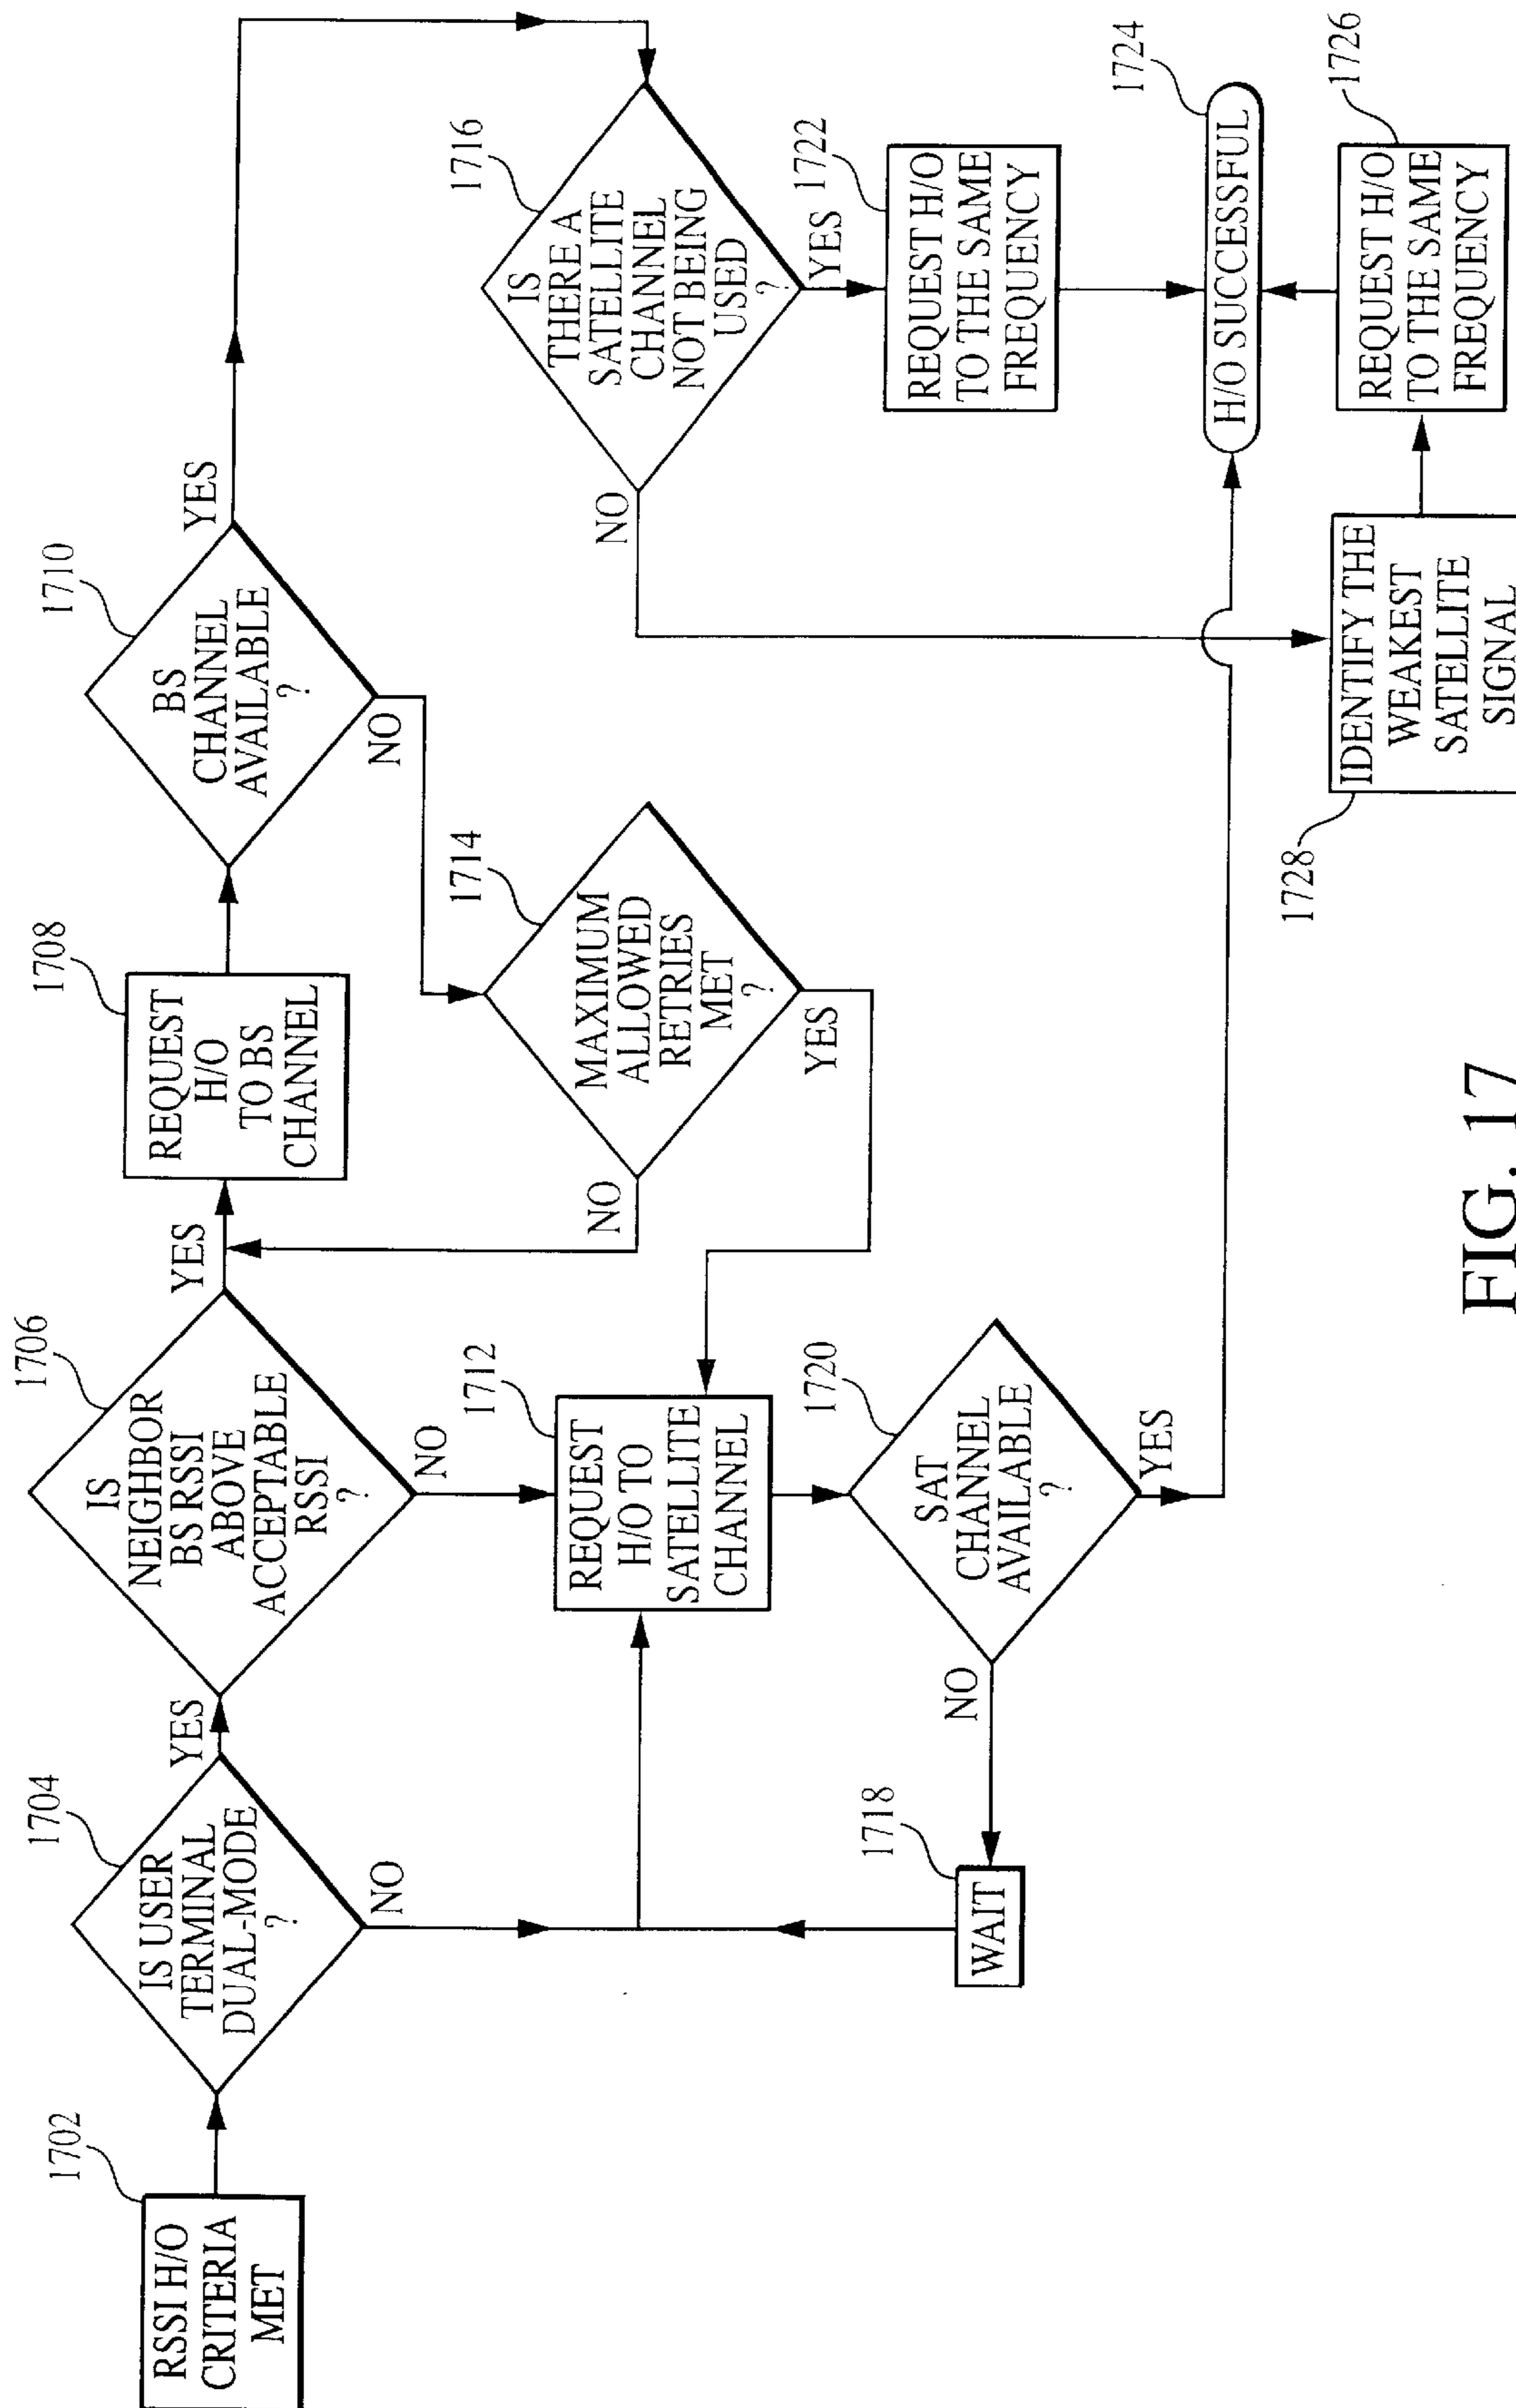 1702
RSSI H/O
CRITERIA
MET
1704
IS USER
TERMINAL
DUAL-MODE
?
YES
NO
1706
IS
NEIGHBOR
BS RSSI
ABOVE
ACCEPTABLE
RSSI
?
YES
NO
1708
REQUEST
H/O
TO BS
CHANNEL
1710
BS
CHANNEL
AVAILABLE
?
YES
NO
1712
REQUEST
H/O TO
SATELLITE
CHANNEL
1714
MAXIMUM
ALLOWED
RETRIES
MET
?
NO
YES
1716
IS
THERE A
SATELLITE
CHANNEL
NOT BEING
USED
?
NO
YES
1718
WAIT
1720
SAT
CHANNEL
AVAILABLE
?
NO
YES
1722
REQUEST H/O
TO THE SAME
FREQUENCY
1724
H/O SUCCESSFUL
1726
REQUEST H/O
TO THE SAME
FREQUENCY
1728
IDENTIFY THE
WEAKEST
SATELLITE
SIGNAL
FIG. 17